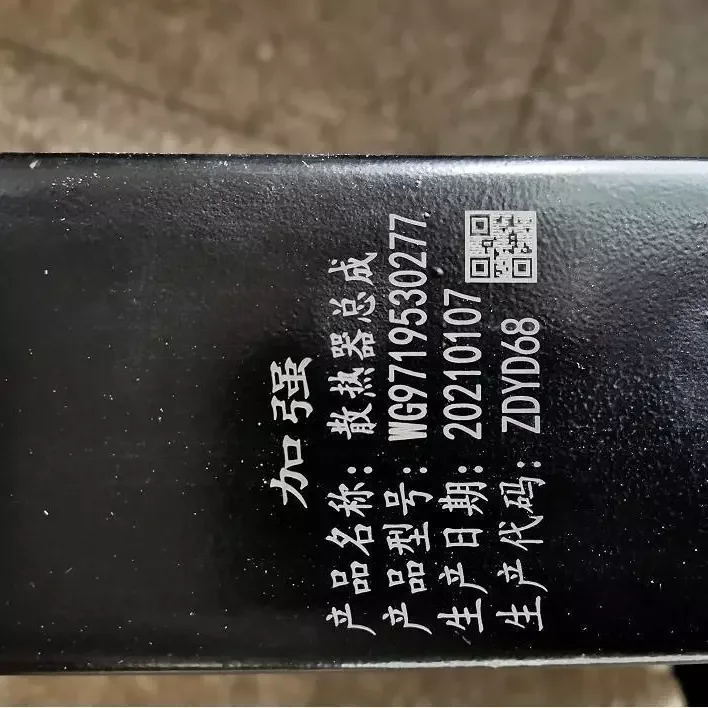 加强
产品名称：散热器总成
产品型号：WG9719530277.
生产日期：20210107
生产代码：ZDYD68